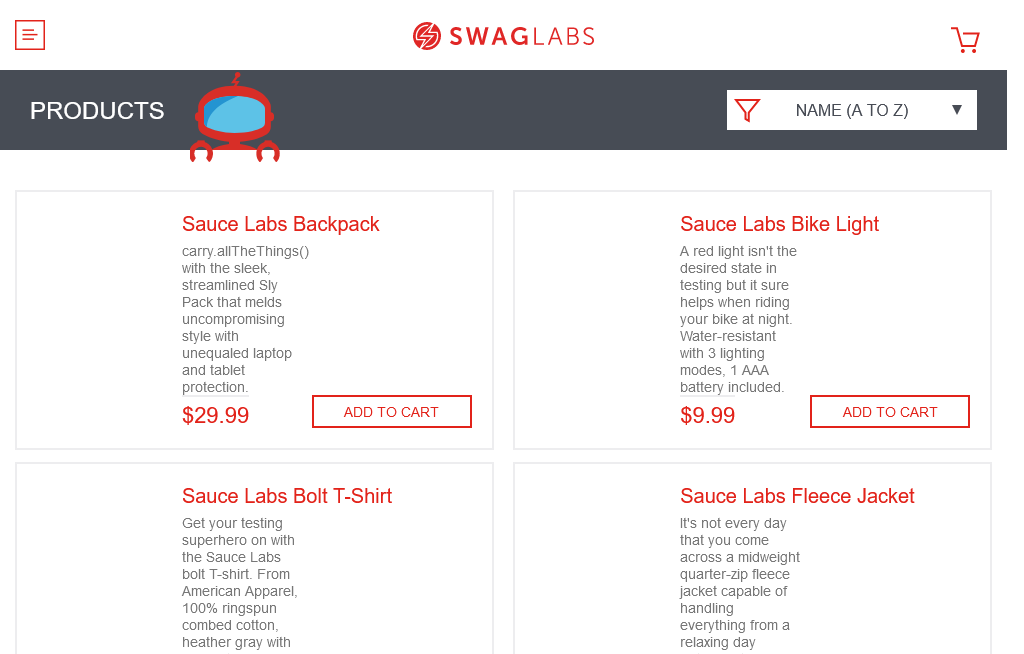 SWAGLABS
PRODUCTS
NAME (A TO Z)
Sauce Labs Backpack
carry.allTheThings()
with the sleek,
streamlined Sly
Pack that melds
uncompromising
style with
unequaled laptop
and tablet
protection.
$29.99
ADD TO CART
Sauce Labs Bike Light
A red light isn't the
desired state in
testing but it sure
helps when riding
your bike at night.
Water-resistant
with 3 lighting
modes, 1 AAA
battery included.
$9.99
ADD TO CART
Sauce Labs Bolt T-Shirt
Get your testing
superhero on with
the Sauce Labs
bolt T-shirt. From
American Apparel,
100% ringspun
combed cotton,
heather gray with
Sauce Labs Fleece Jacket
It's not every day
that you come
across a midweight
quarter-zip fleece
jacket capable of
handling
everything from a
relaxing day